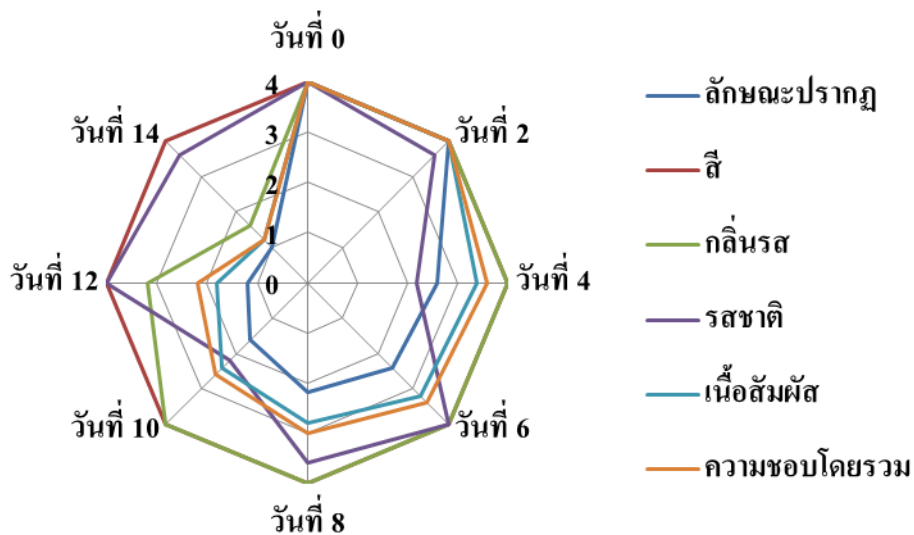 วันที่ 0
วันที่ 2
วันที่ 4
วันที่ 6
วันที่ 8
วันที่ 10
วันที่ 12
วันที่ 14
4
3
2
1
0
ลักษณะปรากฏ
สี
กลิ่นรส
รสชาติ
เนื้อสัมผัส
ความชอบโดยรวม